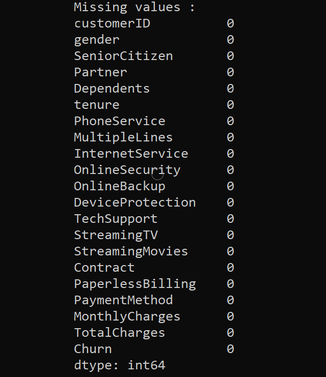 Missing values :
customerID 0
gender 0
SeniorCitizen 0
Partner 0
Dependents 0
tenure 0
PhoneService 0
MultipleLines 0
InternetService 0
OnlineSecurity 0
OnlineBackup 0
DeviceProtection 0
TechSupport 0
StreamingTV 0
StreamingMovies 0
Contract 0
PaperlessBilling 0
PaymentMethod 0
MonthlyCharges 0
TotalCharges 0
Churn 0
dtype: int64